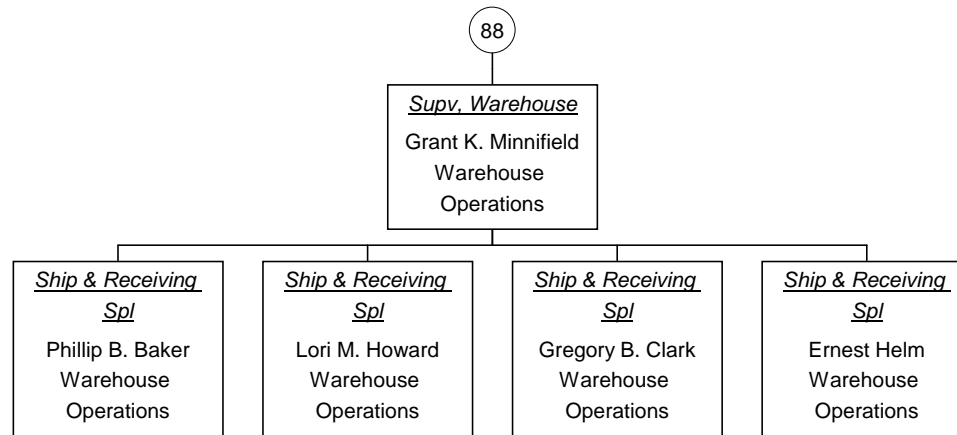 88
Supv, Warehouse
Grant K. Minnifield
Warehouse
Operations
Ship & Receiving
Spl
Phillip B. Baker
Warehouse
Operations
Ship & Receiving
Spl
Lori M. Howard
Warehouse
Operations
Ship & Receiving
Spl
Gregory B. Clark
Warehouse
Operations
Ship & Receiving
Spl
Ernest Helm
Warehouse
Operations